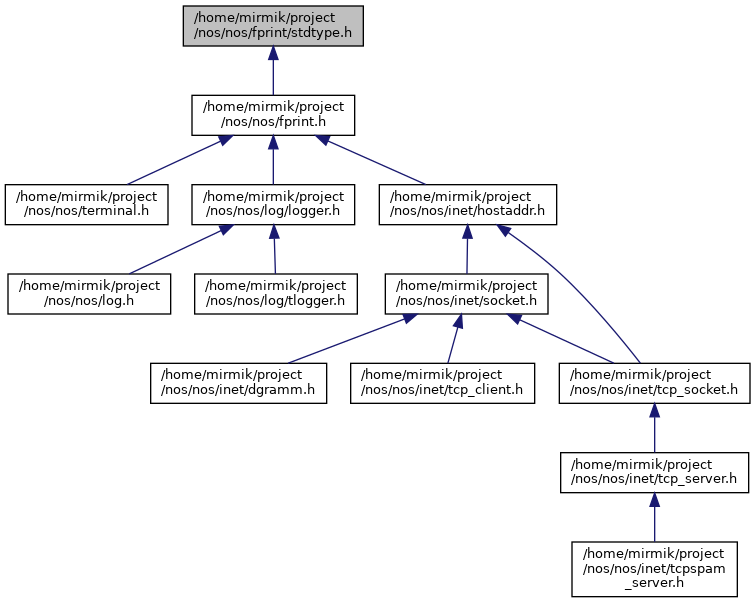 /home/mirmik/project
/nos/nos/fprint/stdtype.h
/home/mirmik/project
/nos/nos/fprint.h
/home/mirmik/project
/nos/nos/terminal.h
/home/mirmik/project
/nos/nos/log/logger.h
/home/mirmik/project
/nos/nos/inet/hostaddr.h
/home/mirmik/project
/nos/nos/log.h
/home/mirmik/project
/nos/nos/log/tlogger.h
/home/mirmik/project
/nos/nos/inet/socket.h
/home/mirmik/project
/nos/nos/inet/dgramm.h
/home/mirmik/project
/nos/nos/inet/tcp_client.h
/home/mirmik/project
/nos/nos/inet/tcp_socket.h
/home/mirmik/project
/nos/nos/inet/tcp_server.h
/home/mirmik/project
/nos/nos/inet/tcpspam
_server.h